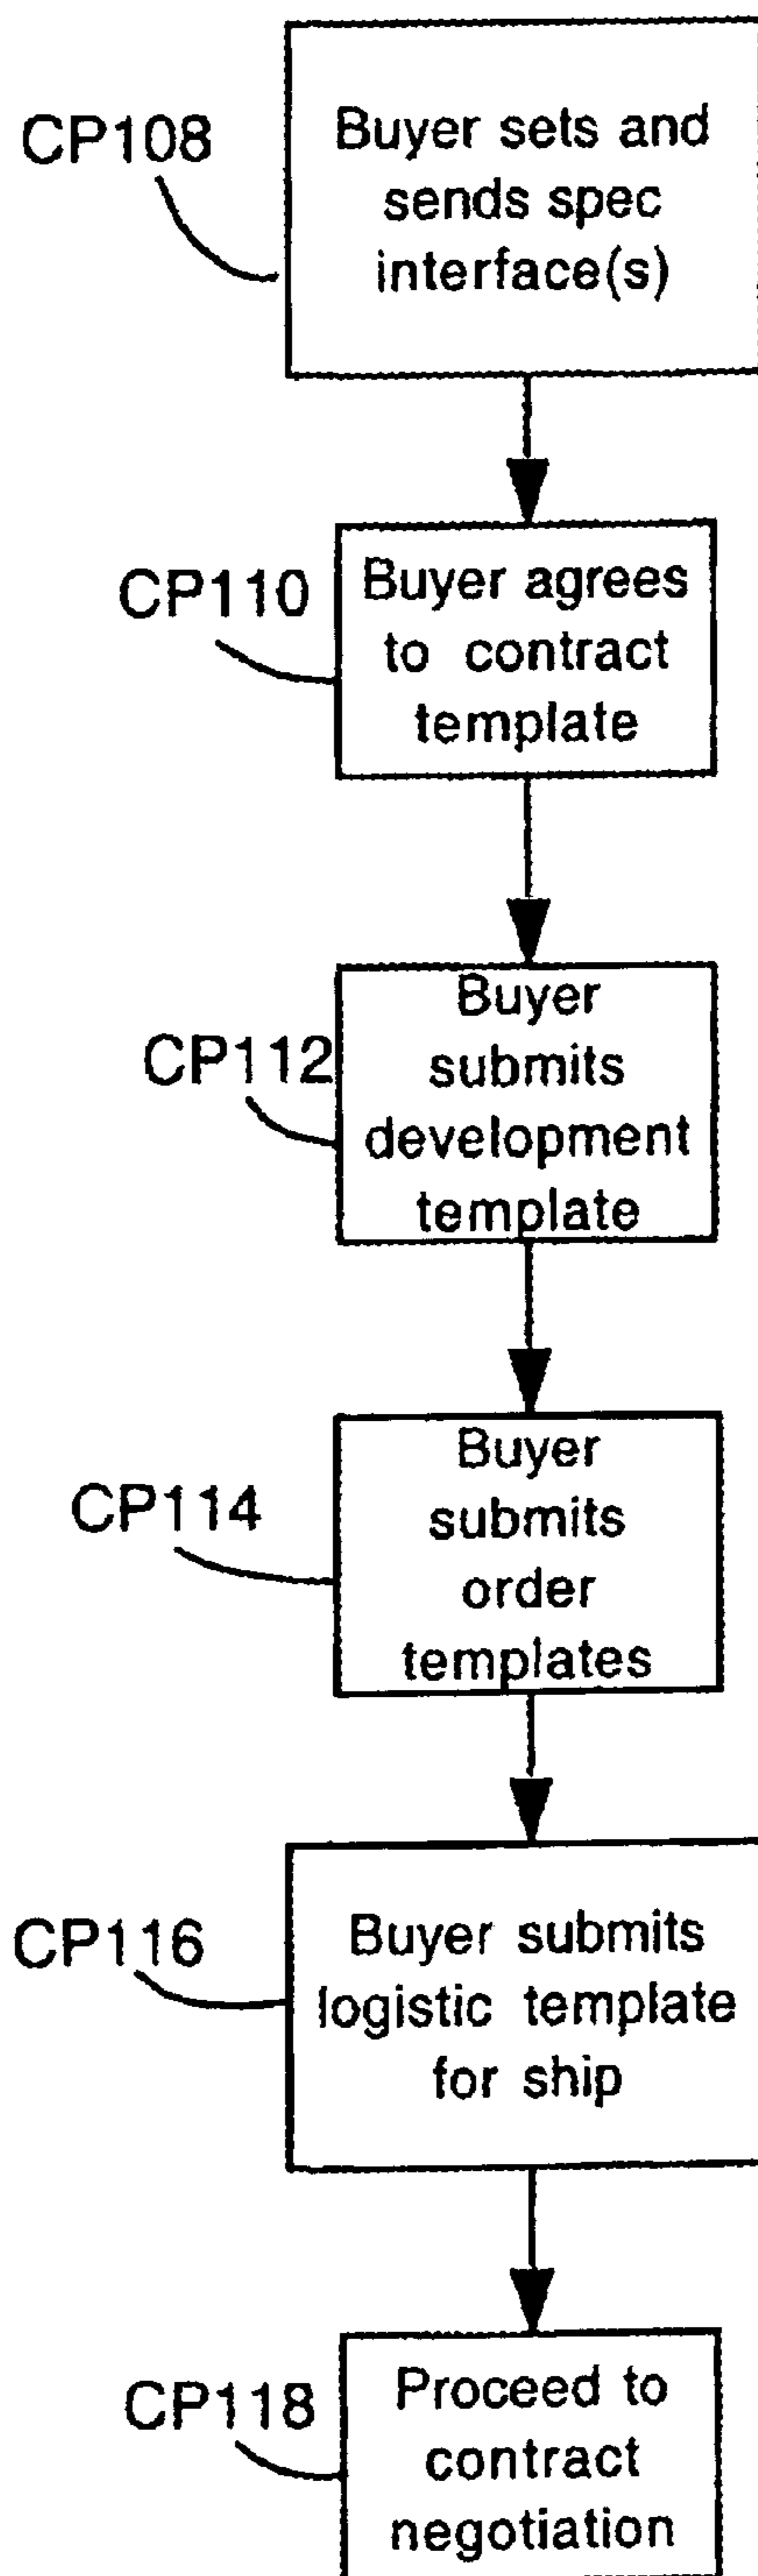 CP108
Buyer sets and
sends spec
interface(s)
CP110
Buyer agrees
to contract
template
CP112
Buyer
submits
development
template
CP114
Buyer
submits
order
templates
CP116
Buyer submits
logistic template
for ship
CP118
Proceed to
contract
negotiation